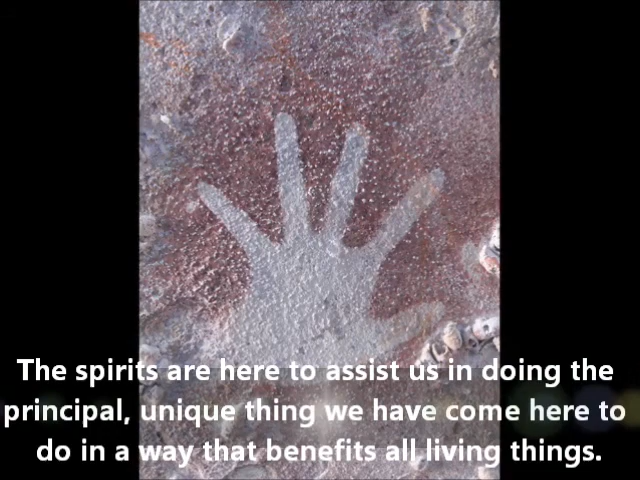 The spirits are here to assist us in doing the
principal, unique thing we have come here to
do in a way that benefits all living things.